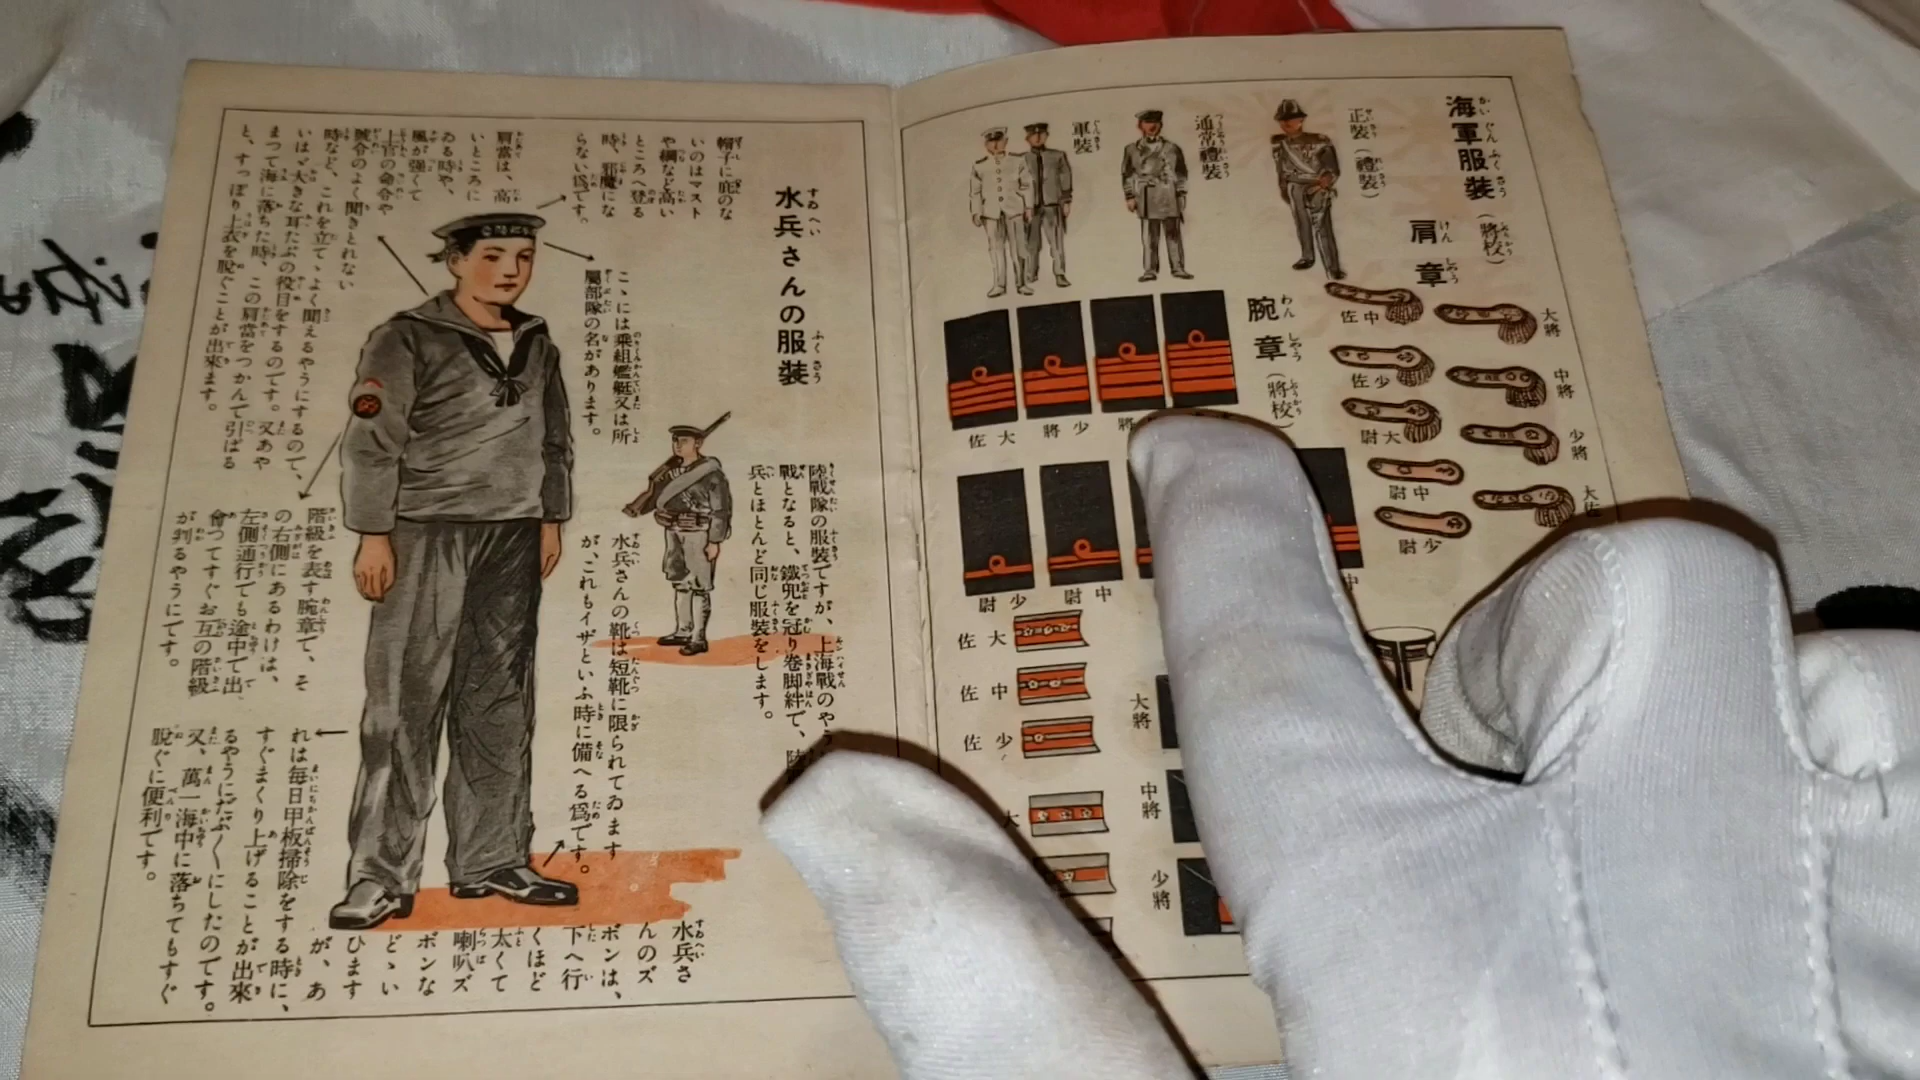 海軍服装
(將校)
正装(禮装)
通常禮装
軍装
肩章
大將
中將
少將
大佐
中佐
少佐
大尉
中尉
少尉
腕章(將校)
將
少將
大佐
中
中尉
少尉
大佐
中佐
少佐
大
大將
中將
少將
水兵さんの服装
帽子に庇のな
いのはマスト
や綱など高い
ところへ登る
時、邪魔にな
らない爲です。
こゝには乘組艦艇又は所
屬部隊の名があります。
肩當は、高
いところに
ゐる時や、
風が强くて
上官の命令や
號令のよく聞きとれない
時など、これを立てゝよく聞えるやうにするので、
いはゞ大きな耳たぶの役目をするのです。又あや
まつて海に落ちた時、この肩當をつかんで引ぱる
と、すつぽり上衣を脫ぐことが出來ます。
陸戰隊の服裝ですが、上海戰のやう
戰となると、鐵兜を冠り卷脚絆で、陸
兵とほとんど同じ服裝をします。
水兵さんの靴は短靴に限られてゐます
が、これもイザといふ時に備へる爲です。
階級を表す腕章で、そ
の右側にあるわけは、
左側通行でも途中で出
會つてすぐお互の階級
が判るやうにです。
水兵さ
んのズ
ボンは、
下へ行
くほど
太くて
喇叭ズ
ボンな
どゝい
ひます
が、あ
れは每日甲板掃除をする時に、
すぐまくり上げることが出來
るやうにだぶ〱にしたのです。
又、萬一海中に落ちてもすぐ
脫ぐに便利です。